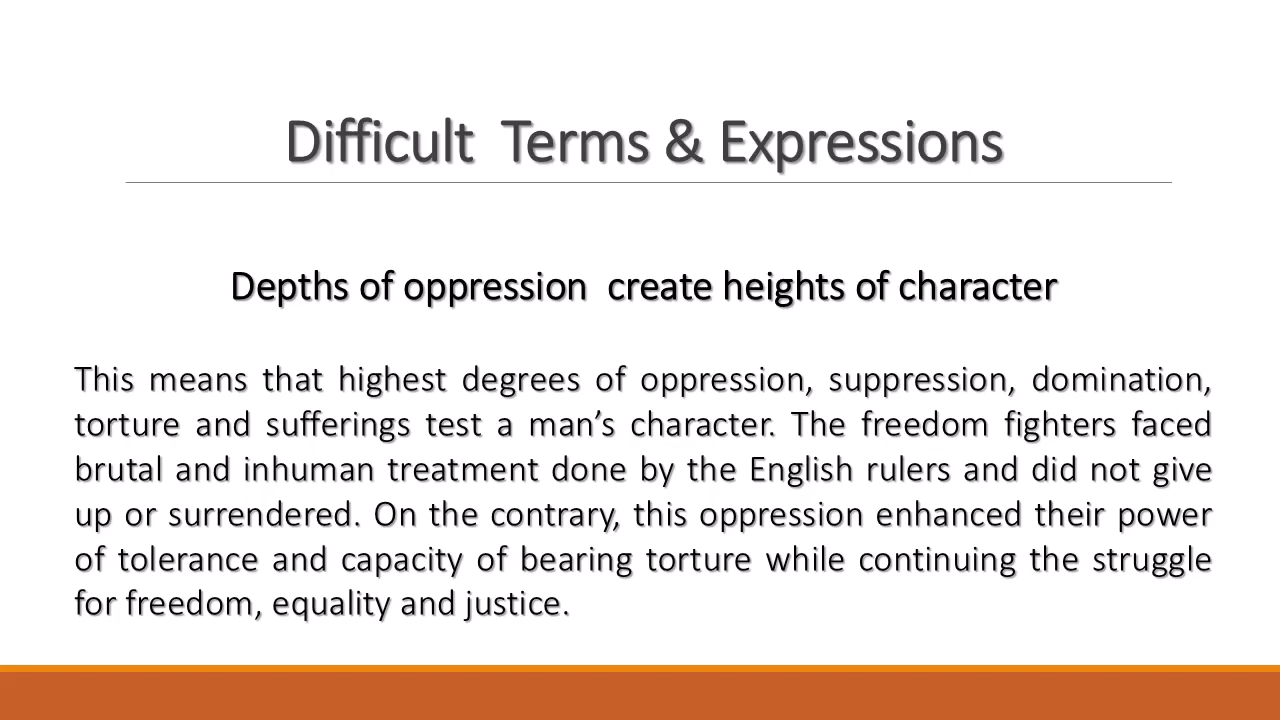 Difficult Terms & Expressions
Depths of oppression create heights of character
This means that highest degrees of oppression, suppression, domination,
torture and sufferings test a man’s character. The freedom fighters faced
brutal and inhuman treatment done by the English rulers and did not give
up or surrendered. On the contrary, this oppression enhanced their power
of tolerance and capacity of bearing torture while continuing the struggle
for freedom, equality and justice.